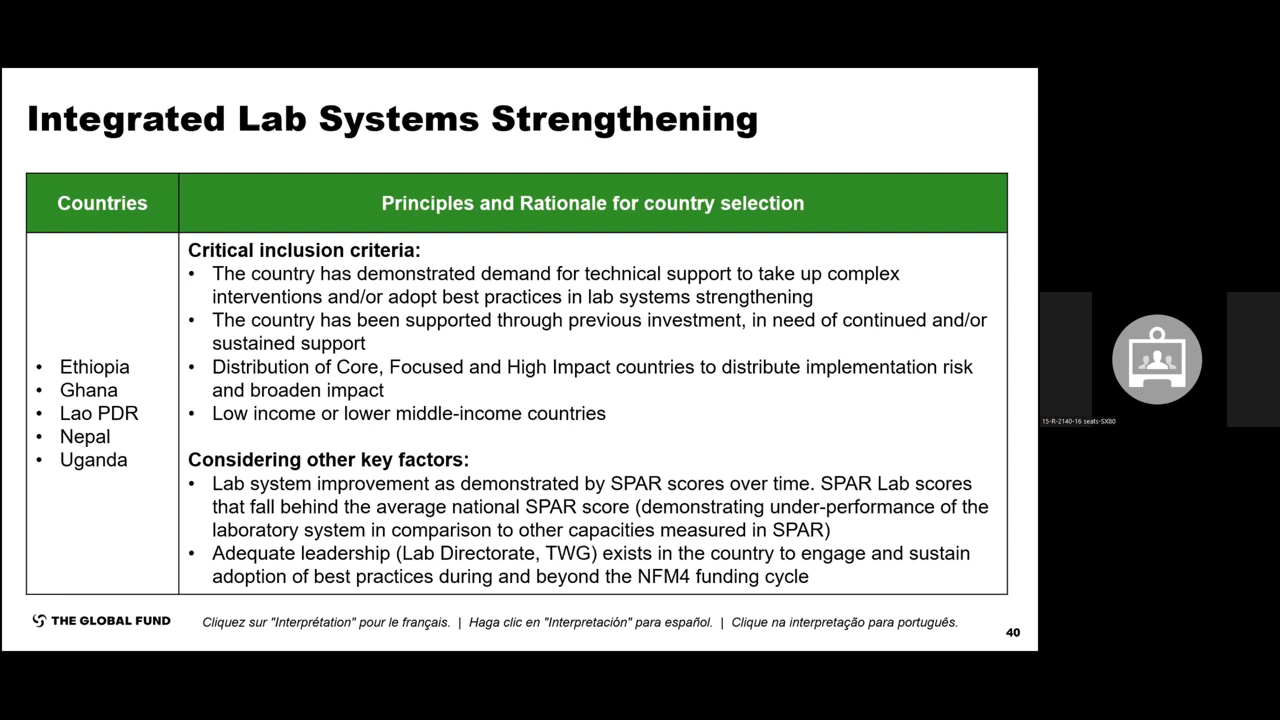 Integrated Lab Systems Strengthening
Countries
Principles and Rationale for country selection
• Ethiopia
• Ghana
• Lao PDR
• Nepal
• Uganda
Critical inclusion criteria:
• The country has demonstrated demand for technical support to take up complex
interventions and/or adopt best practices in lab systems strengthening
• The country has been supported through previous investment, in need of continued and/or
sustained support
• Distribution of Core, Focused and High Impact countries to distribute implementation risk
and broaden impact
• Low income or lower middle-income countries
Considering other key factors:
• Lab system improvement as demonstrated by SPAR scores over time. SPAR Lab scores
that fall behind the average national SPAR score (demonstrating under-performance of the
laboratory system in comparison to other capacities measured in SPAR)
• Adequate leadership (Lab Directorate, TWG) exists in the country to engage and sustain
adoption of best practices during and beyond the NFM4 funding cycle
THE GLOBAL FUND
Cliquez sur "Interprétation" pour le français. | Haga clic en "Interpretación" para español. | Clique na interpretação para português.
40
15-R-2140-16 seats-SX80